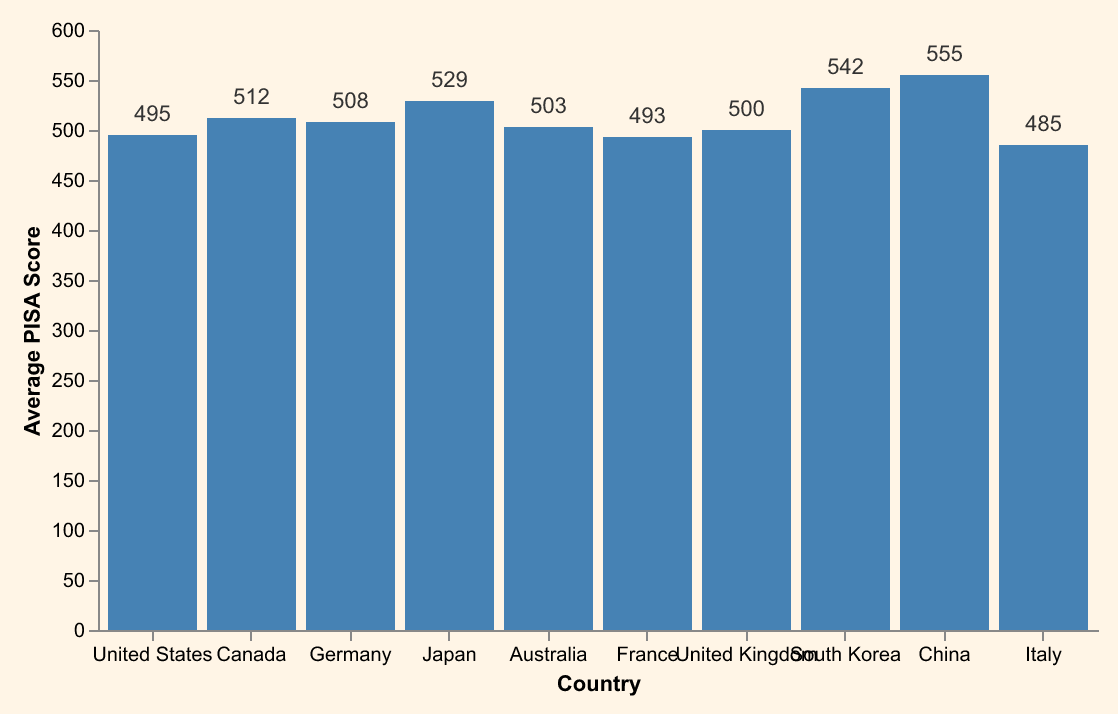 600
550
500
450
400
350
300
250
200
150
100
50
0
Average PISA Score
495
512
508
529
503
493
500
542
555
485
United States
Canada
Germany
Japan
Australia
France
United Kingdom
South Korea
China
Italy
Country